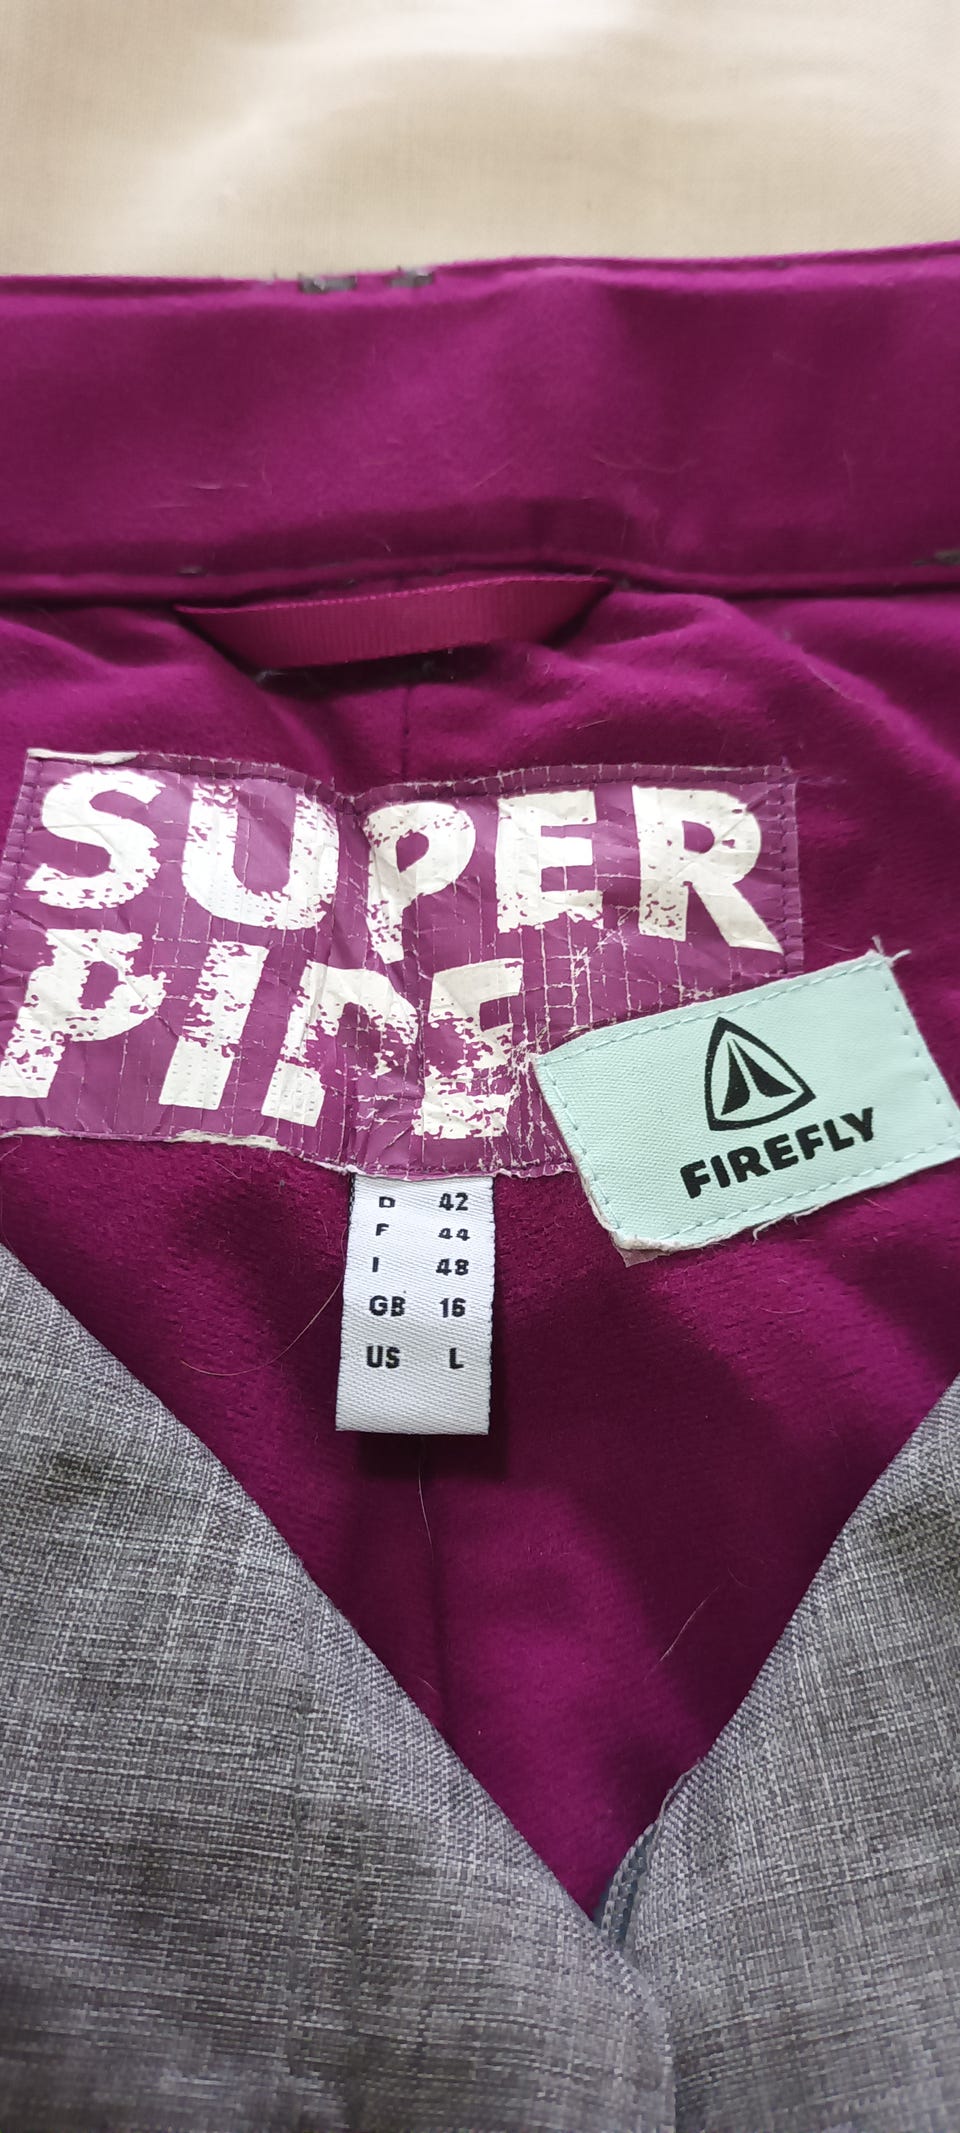 SUPER
PIPE
FIREFLY
D 42
F 44
I 48
GB 16
US L